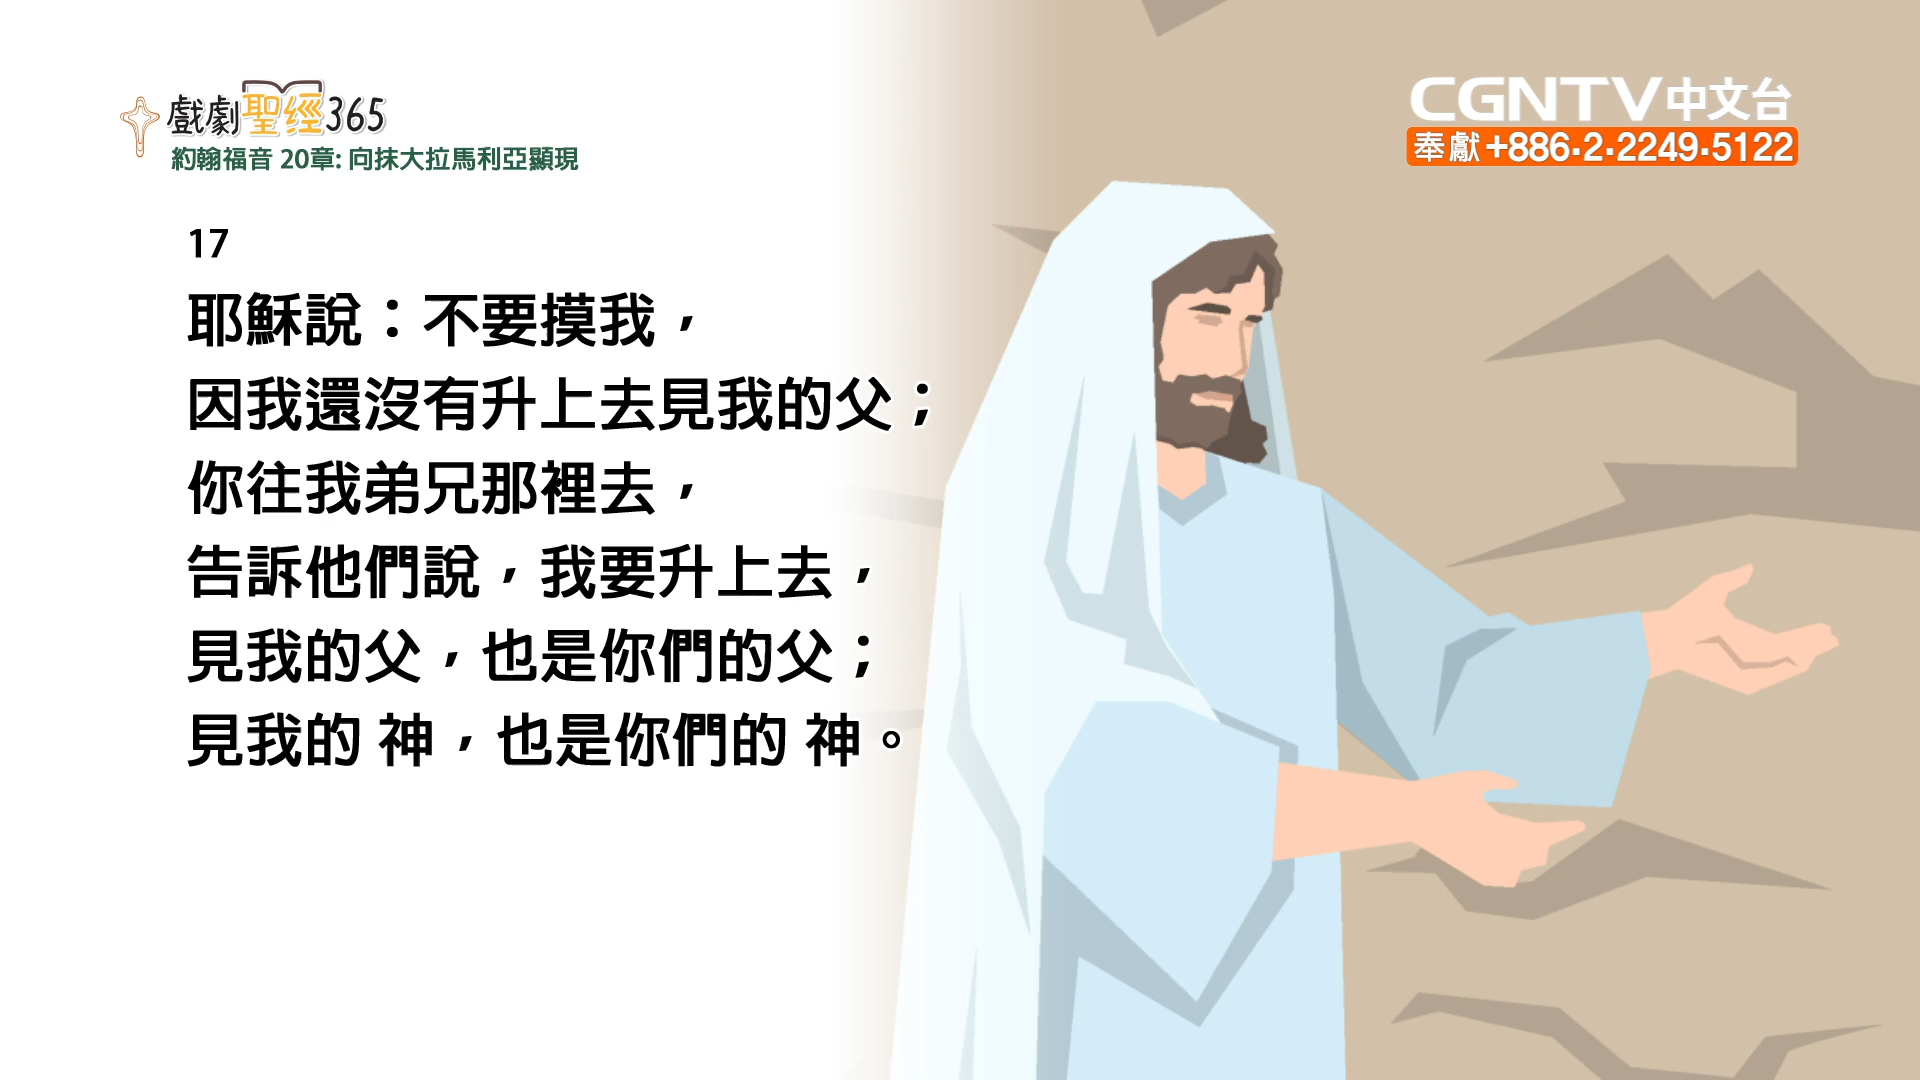 戲劇聖經365
約翰福音 20章: 向抹大拉馬利亞顯現
CGNTV中文台
奉獻+886·2·2249·5122
17
耶穌說：不要摸我，
因我還沒有升上去見我的父；
你往我弟兄那裡去，
告訴他們說，我要升上去，
見我的父，也是你們的父；
見我的 神，也是你們的 神。